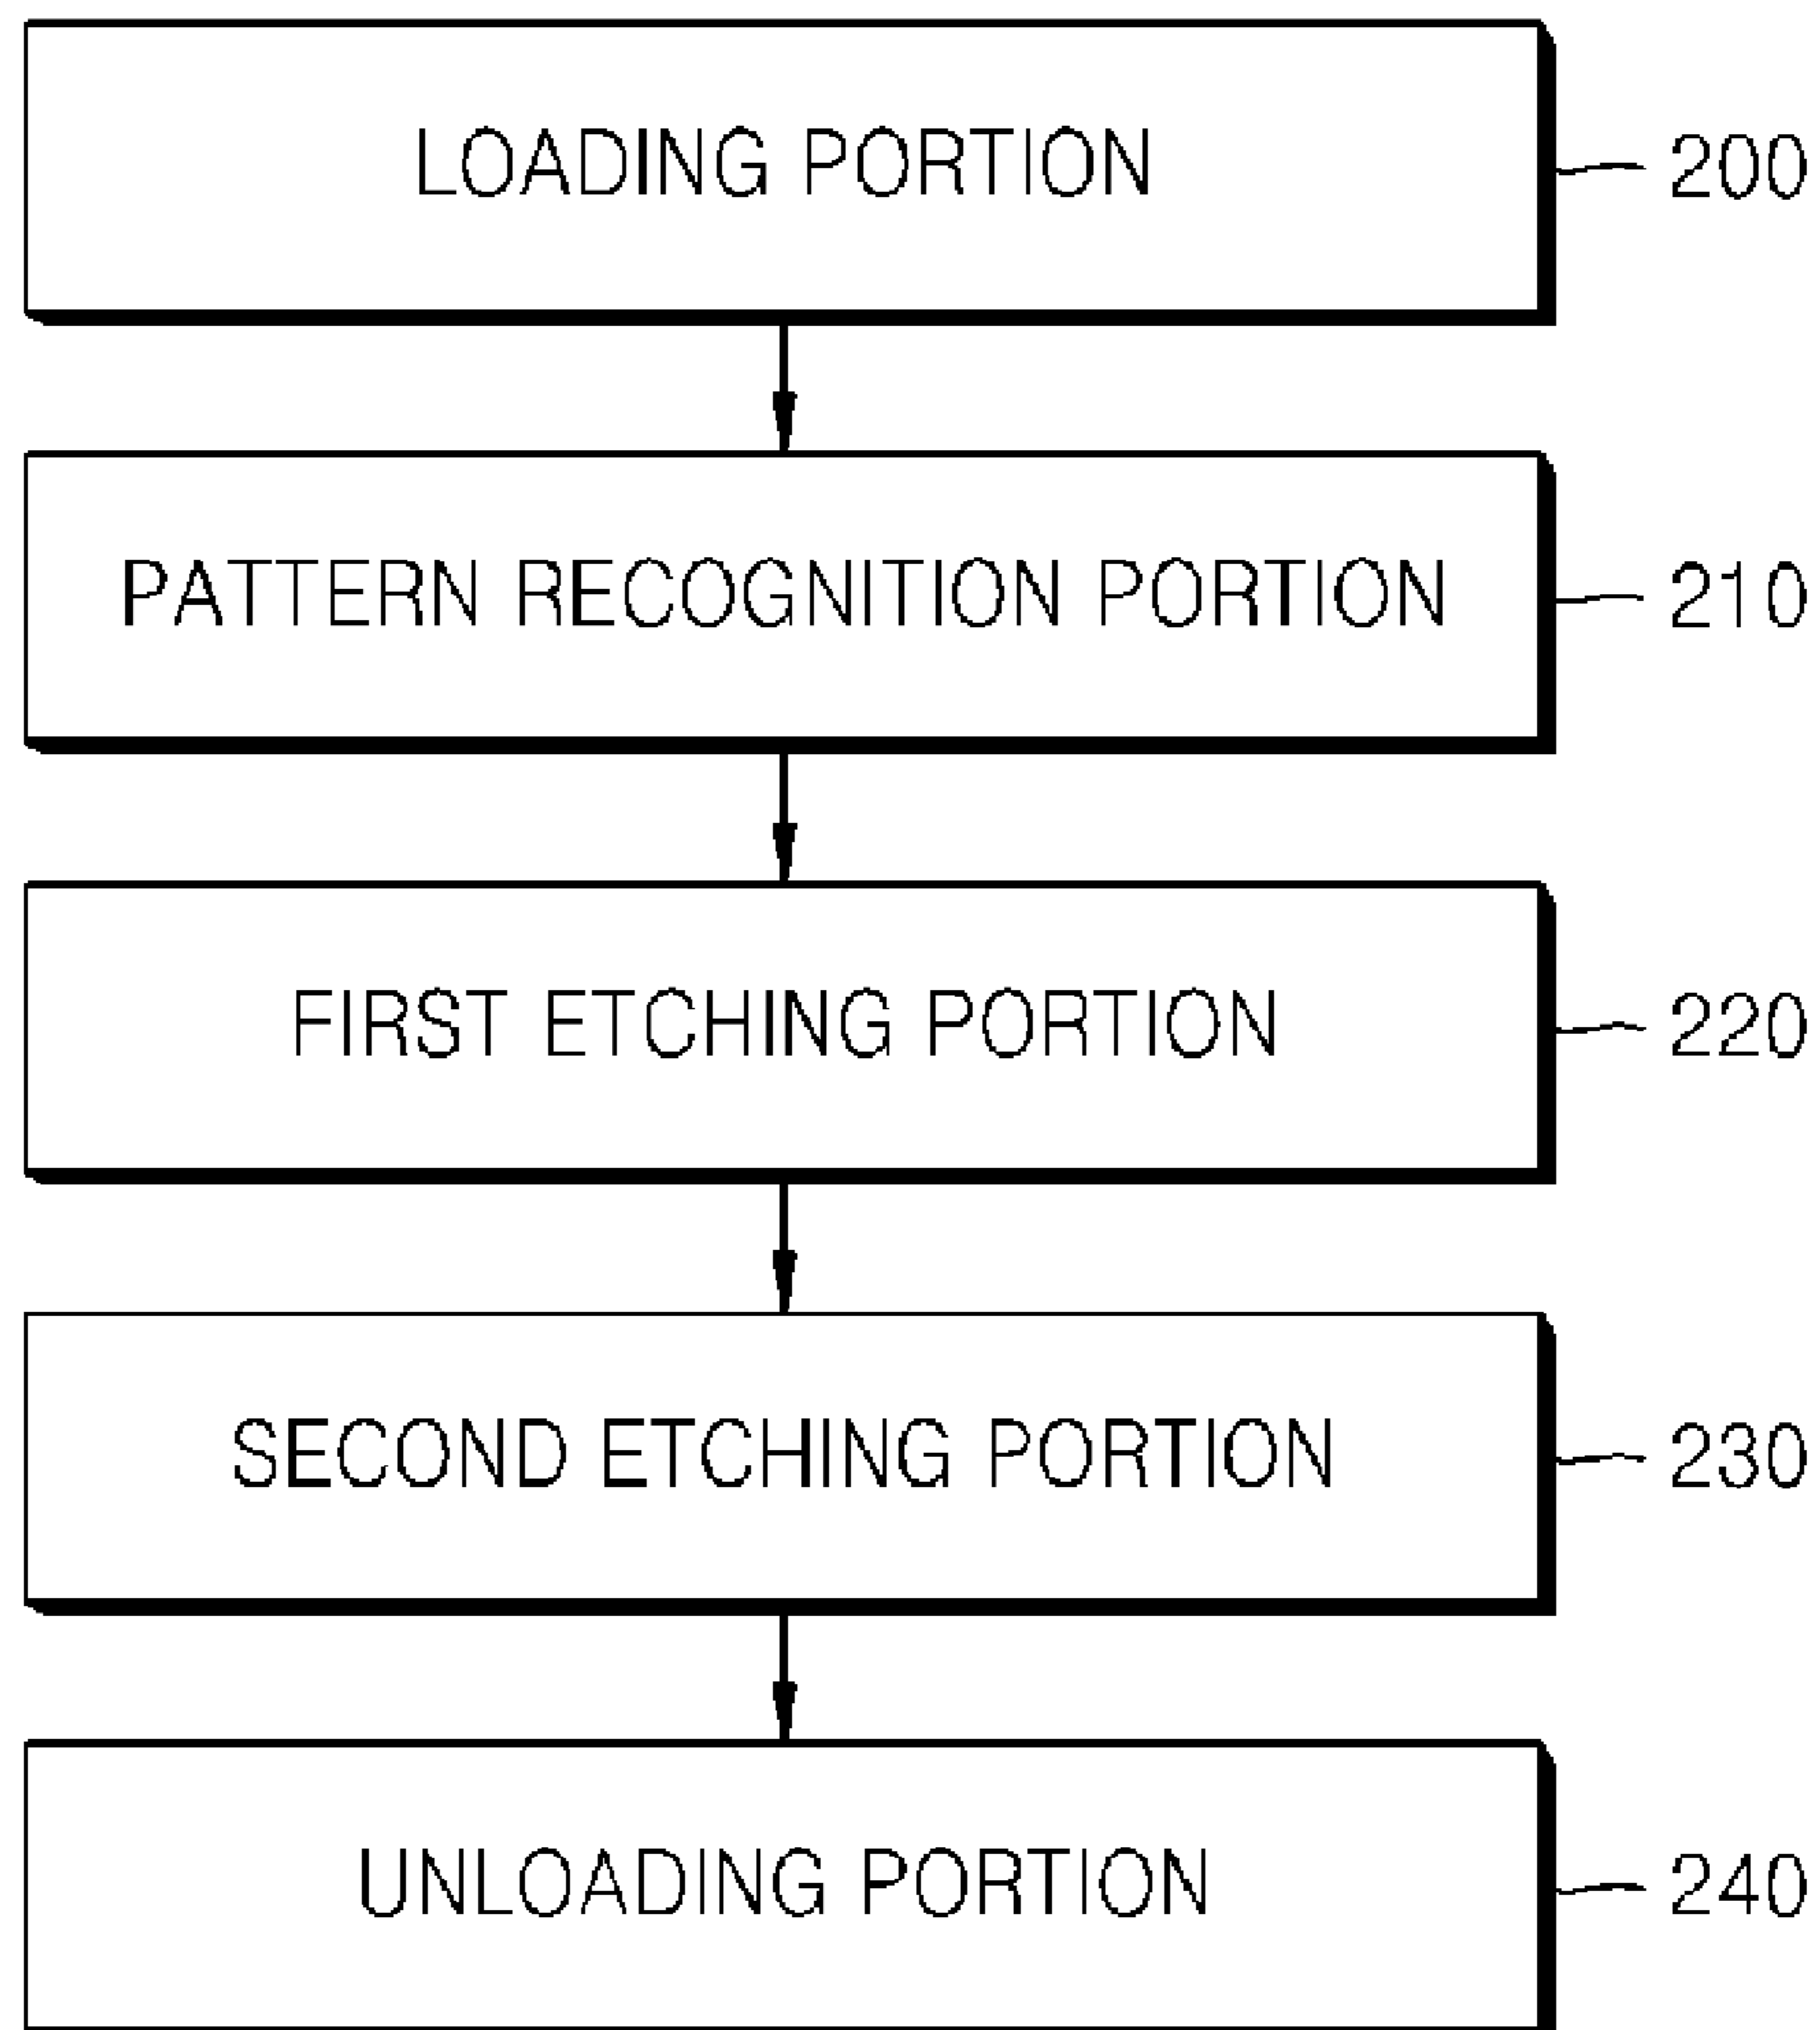 LOADING PORTION 200
PATTERN RECOGNITION PORTION 210
FIRST ETCHING PORTION 220
SECOND ETCHING PORTION 230
UNLOADING PORTION 240